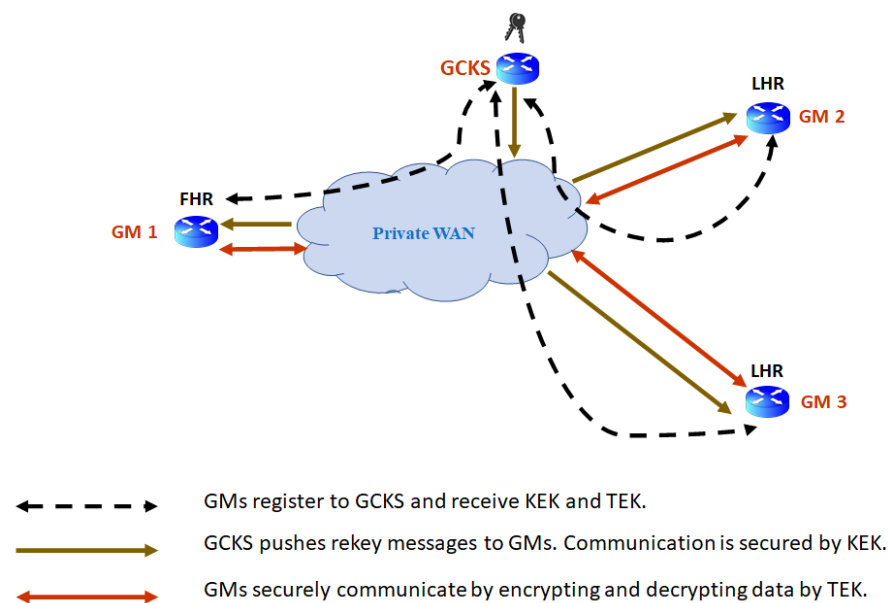 GCKS
LHR
GM 2
FHR
GM 1
Private WAN
LHR
GM 3
GMs register to GCKS and receive KEK and TEK.
GCKS pushes rekey messages to GMs. Communication is secured by KEK.
GMs securely communicate by encrypting and decrypting data by TEK.